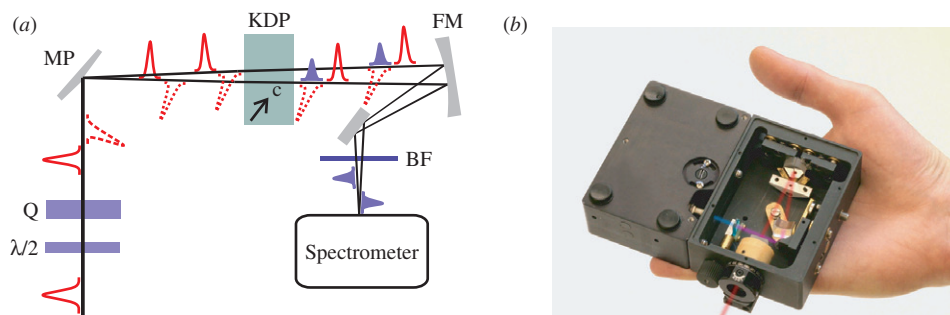 (a)
KDP
FM
(b)
MP
c
BF
Q
λ/2
Spectrometer